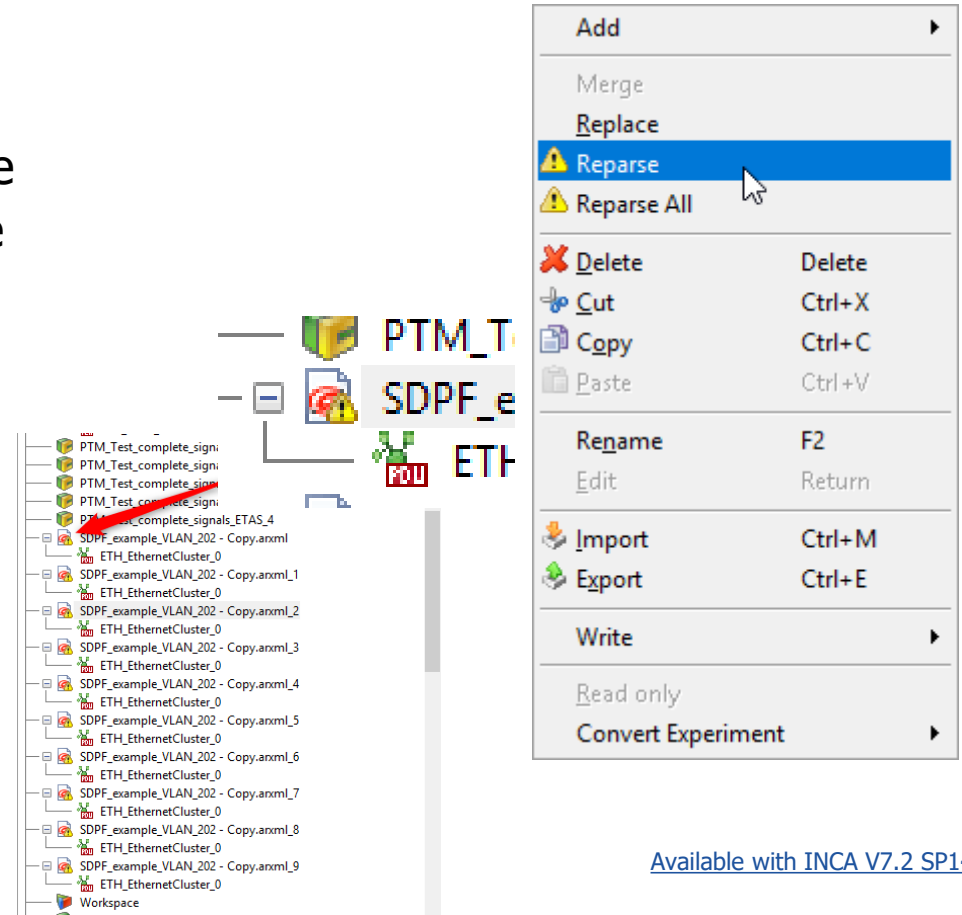 e
e
Add
Merge
Replace
Reparse
Reparse All
Delete Delete
Cut Ctrl+X
Copy Ctrl+C
Paste Ctrl+V
Rename F2
Edit Return
Import Ctrl+M
Export Ctrl+E
Write
Read only
Convert Experiment
PTM_T
SDPF_e
ETH
PDU
PTM_Test_complete_signa
PTM_Test_complete_signa
PTM_Test_complete_signa
PTM_Test_complete_signa
PTM_Test_complete_signals_ETAS_4
SDPF_example_VLAN_202 - Copy.arxml
ETH_EthernetCluster_0
SDPF_example_VLAN_202 - Copy.arxml_1
ETH_EthernetCluster_0
SDPF_example_VLAN_202 - Copy.arxml_2
ETH_EthernetCluster_0
SDPF_example_VLAN_202 - Copy.arxml_3
ETH_EthernetCluster_0
SDPF_example_VLAN_202 - Copy.arxml_4
ETH_EthernetCluster_0
SDPF_example_VLAN_202 - Copy.arxml_5
ETH_EthernetCluster_0
SDPF_example_VLAN_202 - Copy.arxml_6
ETH_EthernetCluster_0
SDPF_example_VLAN_202 - Copy.arxml_7
ETH_EthernetCluster_0
SDPF_example_VLAN_202 - Copy.arxml_8
ETH_EthernetCluster_0
SDPF_example_VLAN_202 - Copy.arxml_9
ETH_EthernetCluster_0
Workspace
Available with INCA V7.2 SP1